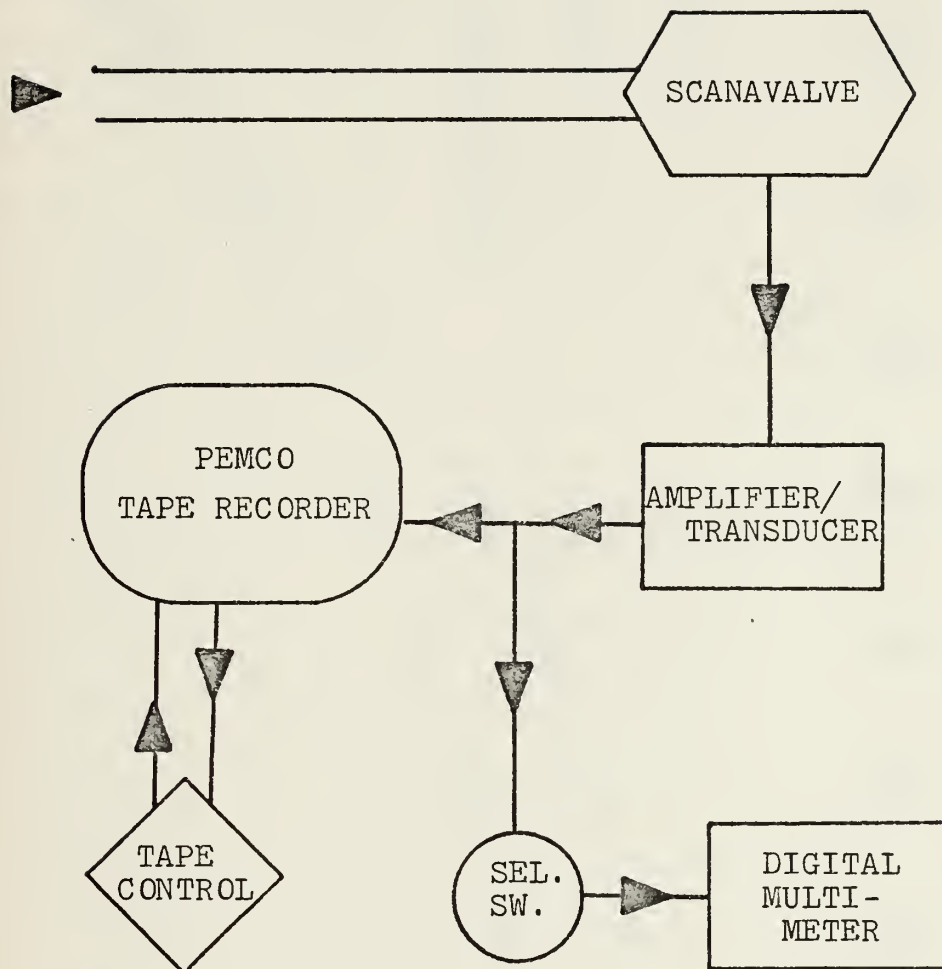 SCANAVALVE
PEMCO
TAPE RECORDER
AMPLIFIER/
TRANSDUCER
TAPE
CONTROL
SEL.
SW.
DIGITAL
MULTI-
METER